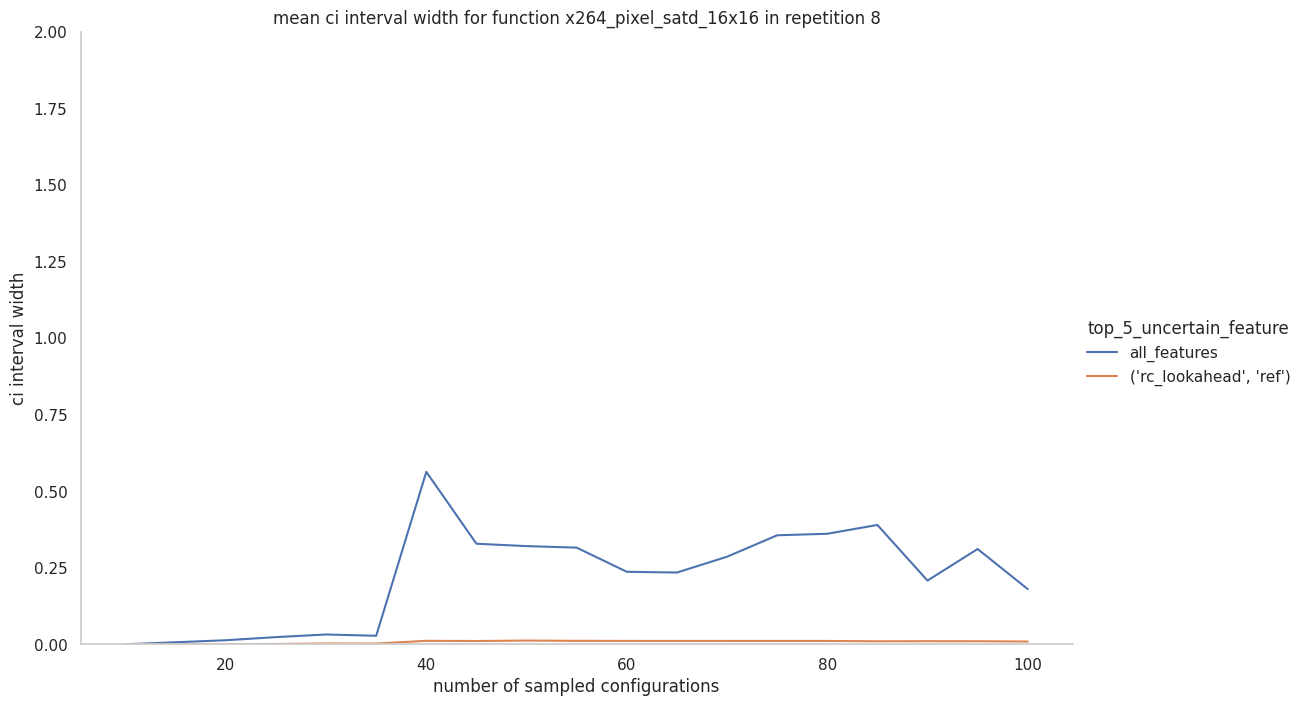 mean ci interval width for function x264_pixel_satd_16x16 in repetition 8
2.00
1.75
1.50
1.25
1.00
0.75
0.50
0.25
0.00
ci interval width
20
40
60
80
100
number of sampled configurations
top_5_uncertain_feature
all_features
('rc_lookahead', 'ref')